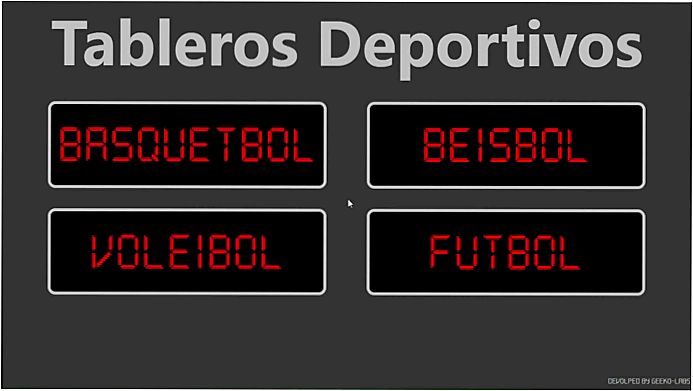 Tableros Deportivos
BASQUETBOL
BEISBOL
VOLEIBOL
FUTBOL
DEVOLPED BY GEEKO-LABS